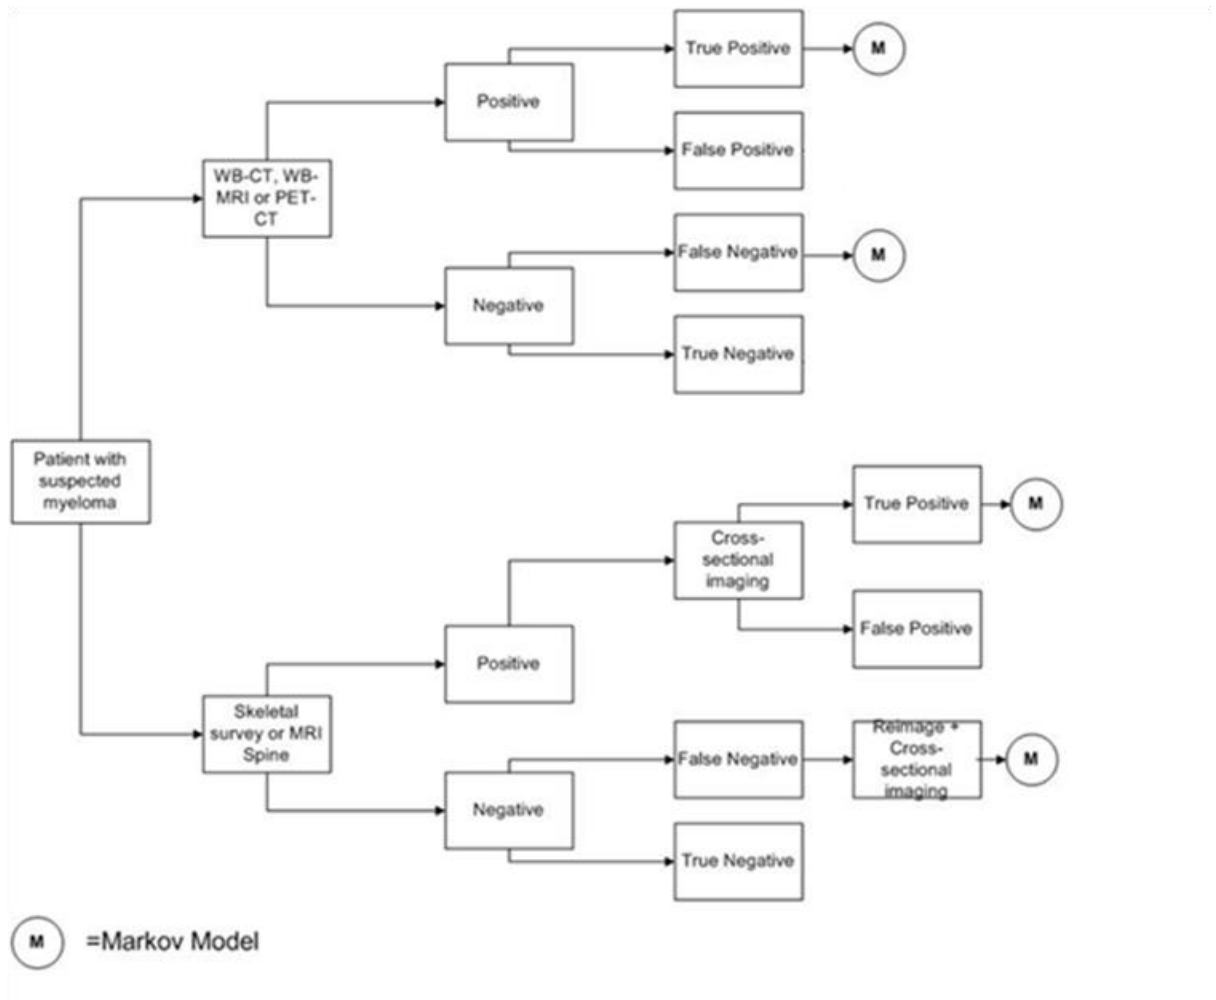 True Positive
M
Positive
False Positive
WB-CT, WB-
MRI or PET-
CT
False Negative
M
Negative
True Negative
Patient with
suspected
myeloma
True Positive
M
Cross-
sectional
imaging
False Positive
Positive
Skeletal
survey or MRI
Spine
False Negative
Reimage +
Cross-
sectional
imaging
M
Negative
True Negative
M
=Markov Model